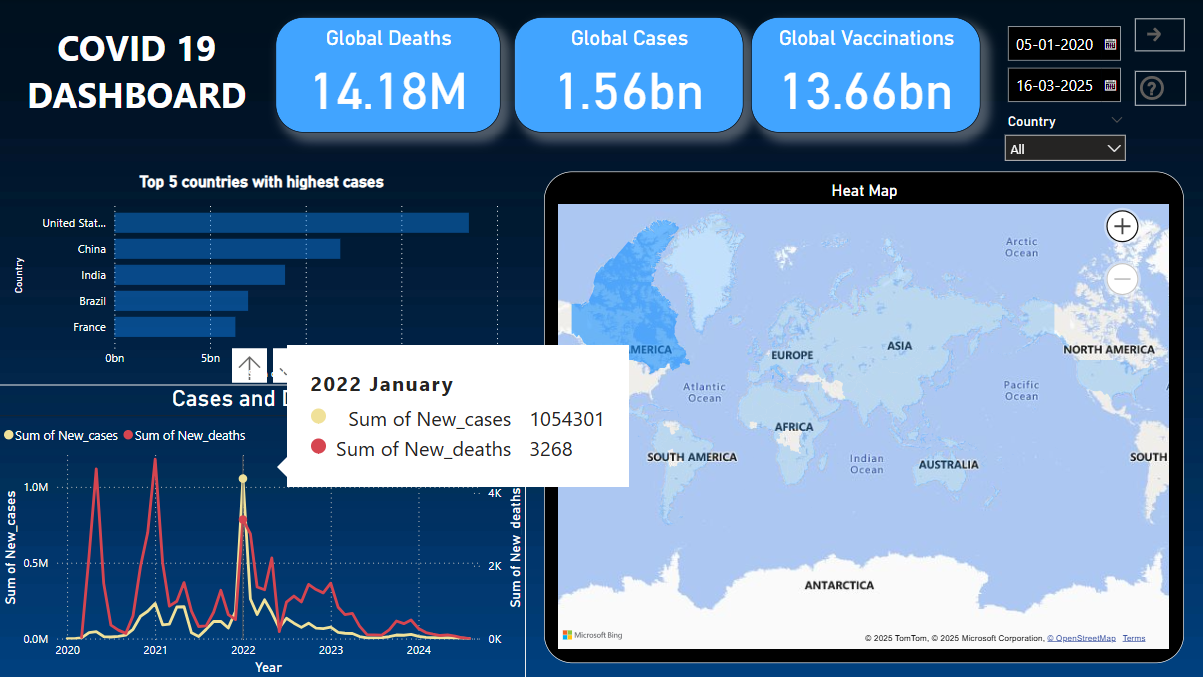 COVID 19
DASHBOARD
Global Deaths
14.18M
Global Cases
1.56bn
Global Vaccinations
13.66bn
05-01-2020
16-03-2025
Country
All
Top 5 countries with highest cases
Country
United Stat...
China
India
Brazil
France
0bn
5bn
Heat Map
Arctic
Ocean
AMERICA
EUROPE
ASIA
NORTH AMERICA
Atlantic
Ocean
Pacific
Ocean
AFRICA
SOUTH AMERICA
Indian
Ocean
AUSTRALIA
SOUTH
ANTARCTICA
Microsoft Bing
© 2025 TomTom, © 2025 Microsoft Corporation, © OpenStreetMap Terms
Cases and D
Sum of New_cases
Sum of New_deaths
2022 January
Sum of New_cases 1054301
Sum of New_deaths 3268
Sum of New_cases
1.0M
0.5M
0.0M
4K
2K
0K
Sum of New_deaths
2020
2021
2022
2023
2024
Year